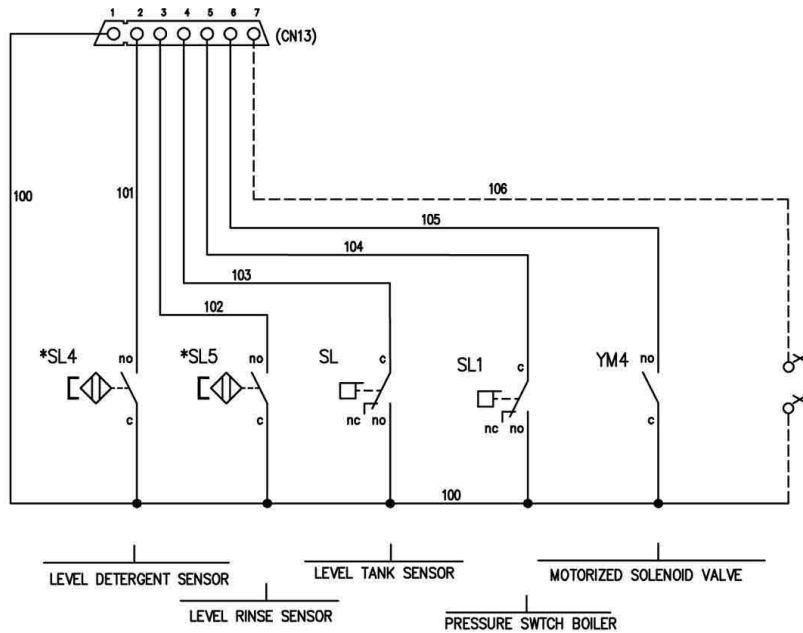 1 2 3 4 5 6 7
(CN13)
106
100
101
105
104
103
102
*SL4
no
*SL5
no
SL
c
SL1
c
YM4
no
c
c
nc no
nc no
c
100
LEVEL DETERGENT SENSOR
LEVEL TANK SENSOR
MOTORIZED SOLENOID VALVE
LEVEL RINSE SENSOR
PRESSURE SWTCH BOILER